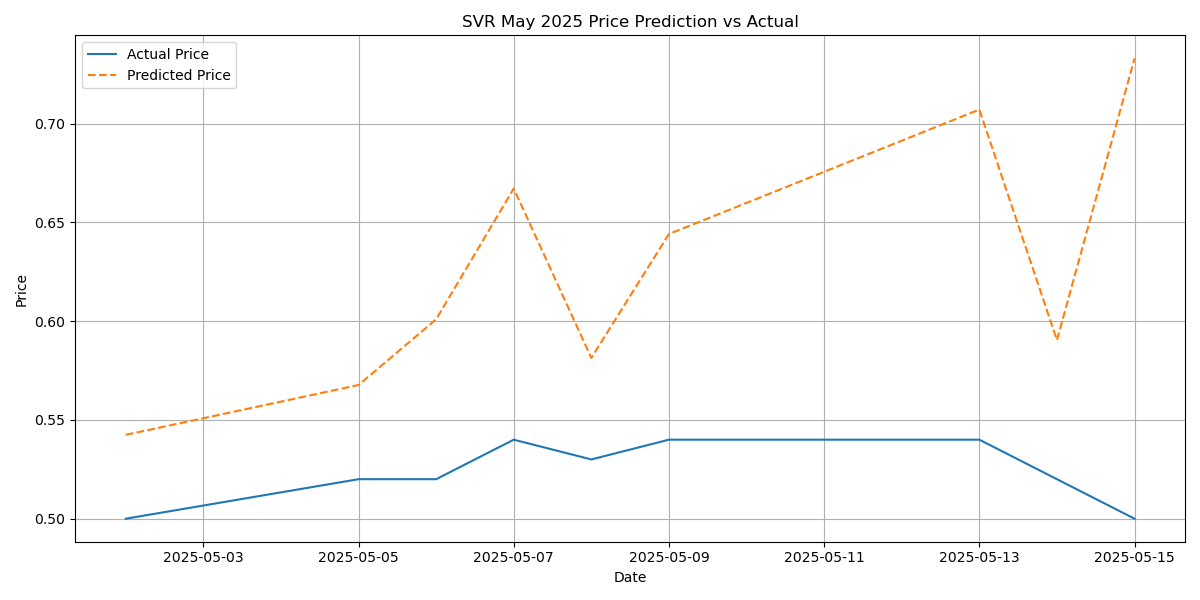 SVR May 2025 Price Prediction vs Actual
Actual Price
Predicted Price
0.70
0.65
0.60
0.55
0.50
Price
2025-05-03 2025-05-05 2025-05-07 2025-05-09 2025-05-11 2025-05-13 2025-05-15
Date